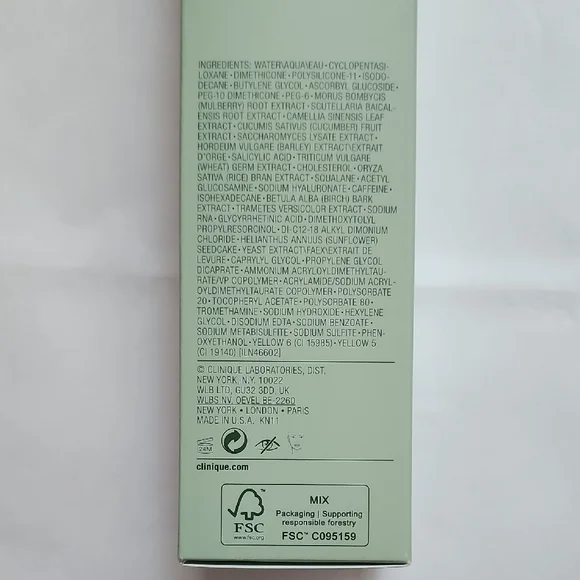 INGREDIENTS: WATER\AQUA\EAU • CYCLOPENTASI-
LOXANE • DIMETHICONE • POLYSILICONE-11 • ISODO-
DECANE • BUTYLENE GLYCOL • ASCORBYL GLUCOSIDE •
PEG-10 DIMETHICONE • PEG-6 • MORUS BOMBYCIS
(MULBERRY) ROOT EXTRACT • SCUTELLARIA BAICAL-
ENSIS ROOT EXTRACT • CAMELLIA SINENSIS LEAF
EXTRACT • CUCUMIS SATIVUS (CUCUMBER) FRUIT
EXTRACT • SACCHAROMYCES LYSATE EXTRACT •
HORDEUM VULGARE (BARLEY) EXTRACT\EXTRAIT
D'ORGE • SALICYLIC ACID • TRITICUM VULGARE
(WHEAT) GERM EXTRACT • CHOLESTEROL • ORYZA
SATIVA (RICE) BRAN EXTRACT • SQUALANE • ACETYL
GLUCOSAMINE • SODIUM HYALURONATE • CAFFEINE •
ISOHEXADECANE • BETULA ALBA (BIRCH) BARK
EXTRACT • TRAMETES VERSICOLOR EXTRACT • SODIUM
RNA • GLYCYRRHETINIC ACID • DIMETHOXYTOLYL
PROPYLRESORCINOL • DI-C12-18 ALKYL DIMONIUM
CHLORIDE • HELIANTHUS ANNUUS (SUNFLOWER)
SEEDCAKE • YEAST EXTRACT\FAEX\EXTRAIT DE
LEVURE • CAPRYLYL GLYCOL • PROPYLENE GLYCOL
DICAPRATE • AMMONIUM ACRYLOYLDIMETHYLTAU-
RATE/VP COPOLYMER • ACRYLAMIDE/SODIUM ACRYL-
OYLDIMETHYLTAURATE COPOLYMER • POLYSORBATE
20 • TOCOPHERYL ACETATE • POLYSORBATE 80 •
TROMETHAMINE • SODIUM HYDROXIDE • HEXYLENE
GLYCOL • DISODIUM EDTA • SODIUM BENZOATE •
SODIUM METABISULFITE • SODIUM SULFITE • PHEN-
OXYETHANOL • YELLOW 6 (CI 15985) • YELLOW 5
(CI 19140) [ILN46602]
© CLINIQUE LABORATORIES, DIST.
NEW YORK, N.Y. 10022
WLB LTD, GU32 3DD, UK
WLBS NV. OEVEL BE-2260
NEW YORK • LONDON • PARIS
MADE IN U.S.A. KN11
24M
clinique.com
FSC
www.fsc.org
MIX
Packaging | Supporting
responsible forestry
FSC™ C095159